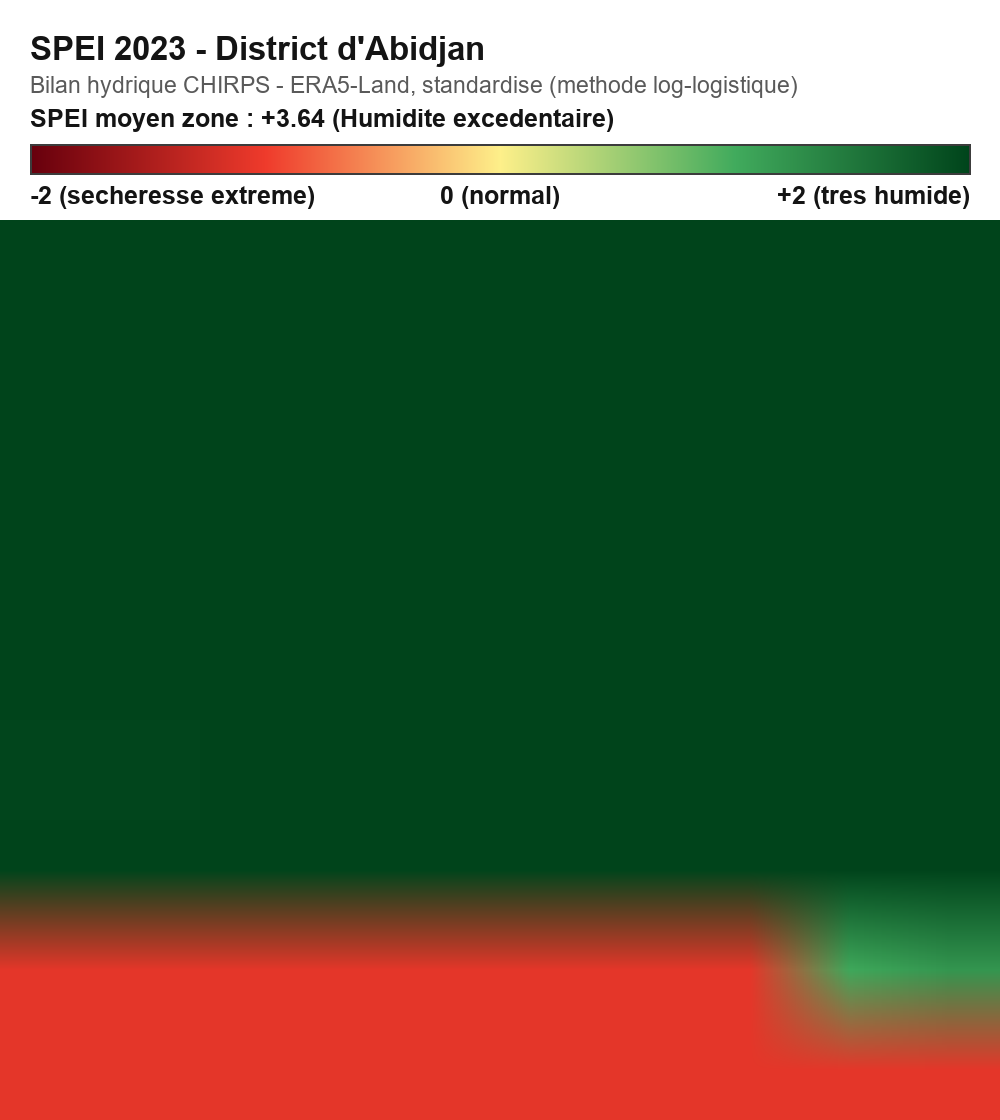 SPEI 2023 - District d'Abidjan
Bilan hydrique CHIRPS - ERA5-Land, standardise (methode log-logistique)
SPEI moyen zone : +3.64 (Humidite excedentaire)
-2 (secheresse extreme) 0 (normal) +2 (tres humide)